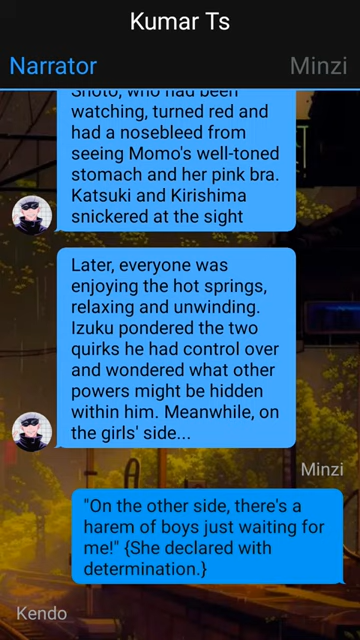 Kumar Ts
Narrator
Minzi
Shoto, who had been
watching, turned red and
had a nosebleed from
seeing Momo's well-toned
stomach and her pink bra.
Katsuki and Kirishima
snickered at the sight
Later, everyone was
enjoying the hot springs,
relaxing and unwinding.
Izuku pondered the two
quirks he had control over
and wondered what other
powers might be hidden
within him. Meanwhile, on
the girls' side...
Minzi
"On the other side, there's a
harem of boys just waiting for
me!" {She declared with
determination.}
Kendo